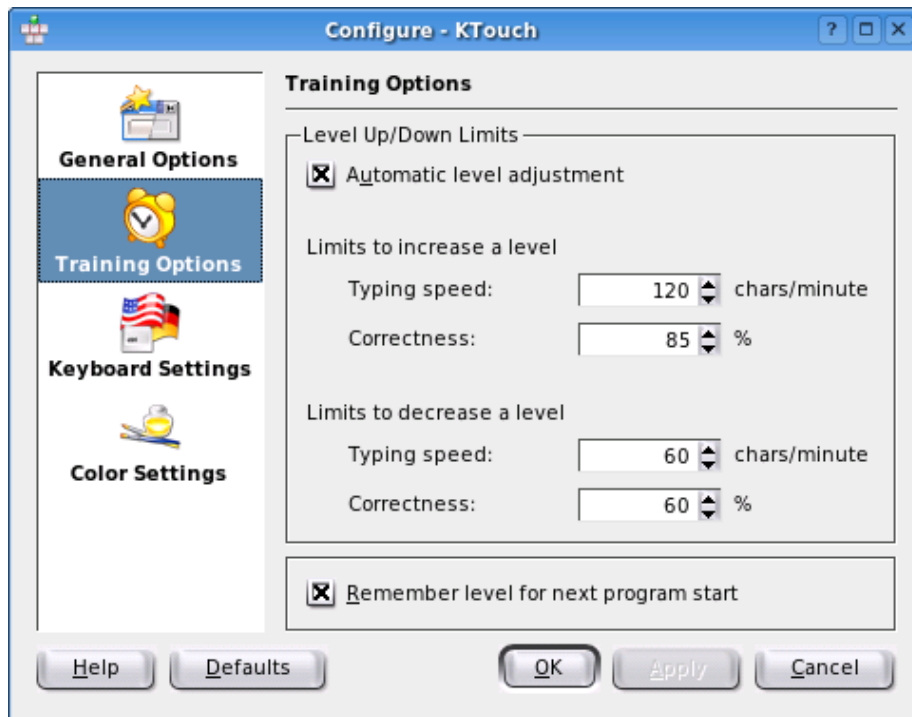 Configure - KTouch
?
General Options
Training Options
Keyboard Settings
Color Settings
Training Options
Level Up/Down Limits
Automatic level adjustment
Limits to increase a level
Typing speed: 120 chars/minute
Correctness: 85 %
Limits to decrease a level
Typing speed: 60 chars/minute
Correctness: 60 %
Remember level for next program start
Help Defaults OK Apply Cancel